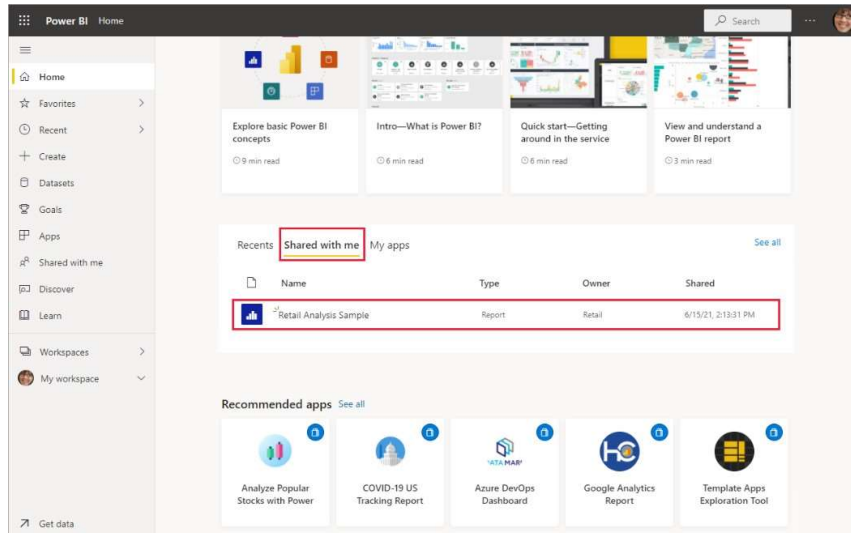 Power BI Home
Search
Home
Favorites
Recent
Create
Datasets
Goals
Apps
Shared with me
Discover
Learn
Workspaces
My workspace
Get data
Explore basic Power BI
concepts
9 min read
Intro—What is Power BI?
6 min read
Quick start—Getting
around in the service
6 min read
View and understand a
Power BI report
3 min read
Recents Shared with me My apps See all
Name Type Owner Shared
Retail Analysis Sample Report Retail 6/15/21, 2:13:31 PM
Recommended apps See all
Analyze Popular
Stocks with Power
COVID-19 US
Tracking Report
Azure DevOps
Dashboard
Google Analytics
Report
Template Apps
Exploration Tool